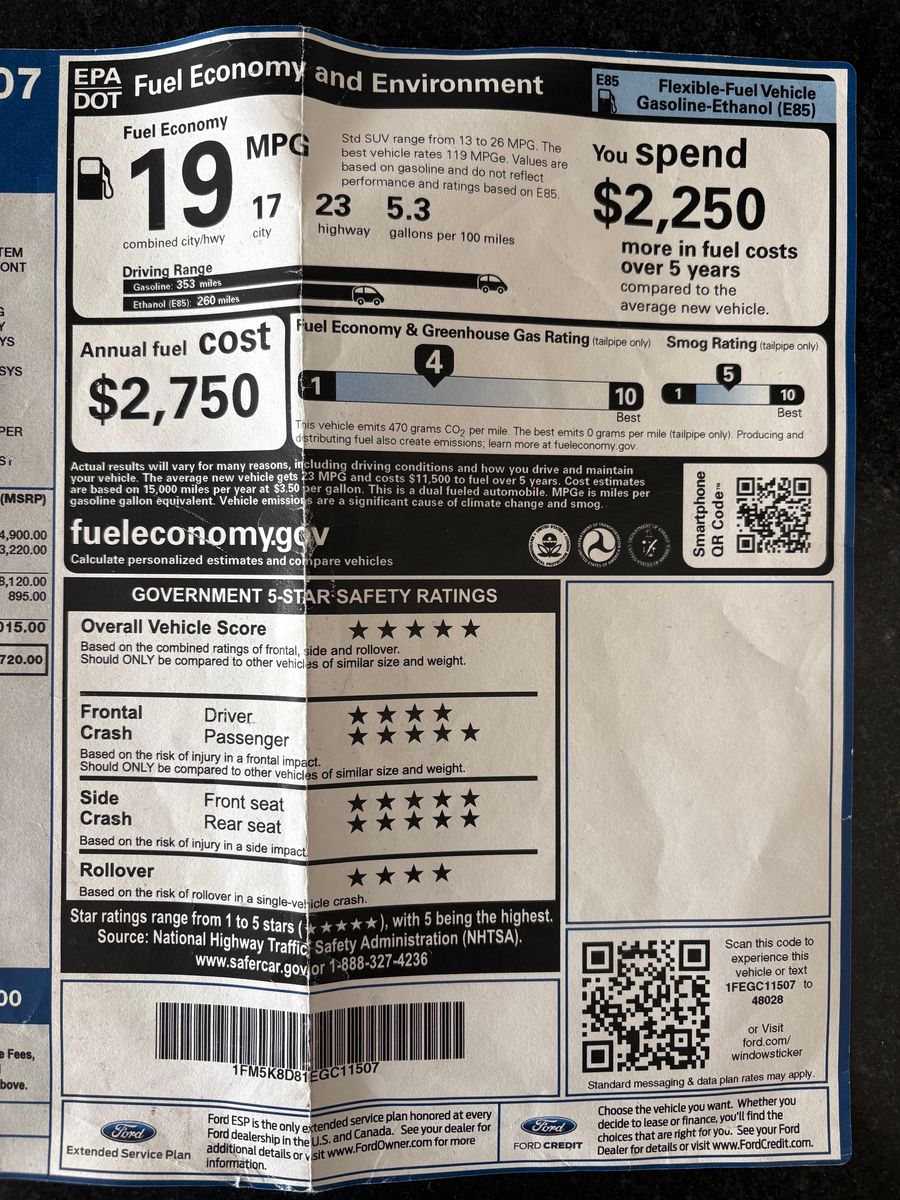 07
TEM
ONT
G
Y
YS
SYS
PER
(MSRP)
4,900.00
3,220.00
8,120.00
895.00
015.00
720.00
00
e Fees,
bove.
EPA
DOT
Fuel Economy and Environment
E85
Flexible-Fuel Vehicle
Gasoline-Ethanol (E85)
Fuel Economy
19
MPG
combined city/hwy
17
city
23
highway
5.3
gallons per 100 miles
Std SUV range from 13 to 26 MPG. The
best vehicle rates 119 MPGe. Values are
based on gasoline and do not reflect
performance and ratings based on E85.
Driving Range
Gasoline: 353 miles
Ethanol (E85): 260 miles
You spend
$2,250
more in fuel costs
over 5 years
compared to the
average new vehicle.
Annual fuel cost
$2,750
Fuel Economy & Greenhouse Gas Rating (tailpipe only)
4
1
10
Best
Smog Rating (tailpipe only)
5
1
10
Best
This vehicle emits 470 grams CO2 per mile. The best emits 0 grams per mile (tailpipe only). Producing and
distributing fuel also create emissions; learn more at fueleconomy.gov.
Actual results will vary for many reasons, including driving conditions and how you drive and maintain
your vehicle. The average new vehicle gets 23 MPG and costs $11,500 to fuel over 5 years. Cost estimates
are based on 15,000 miles per year at $3.50 per gallon. This is a dual fueled automobile. MPGe is miles per
gasoline gallon equivalent. Vehicle emissions are a significant cause of climate change and smog.
fueleconomy.gov
Calculate personalized estimates and compare vehicles
Smartphone
QR Code™
GOVERNMENT 5-STAR SAFETY RATINGS
Overall Vehicle Score ★★★★★
Based on the combined ratings of frontal, side and rollover.
Should ONLY be compared to other vehicles of similar size and weight.
Frontal Driver ★★★★
Crash Passenger ★★★★★
Based on the risk of injury in a frontal impact.
Should ONLY be compared to other vehicles of similar size and weight.
Side Front seat ★★★★★
Crash Rear seat ★★★★★
Based on the risk of injury in a side impact.
Rollover ★★★★
Based on the risk of rollover in a single-vehicle crash.
Star ratings range from 1 to 5 stars (★★★★★), with 5 being the highest.
Source: National Highway Traffic Safety Administration (NHTSA).
www.safercar.gov or 1-888-327-4236
1FM5K8D81EGC11507
Scan this code to
experience this
vehicle or text
1FEGC11507 to
48028
or Visit
ford.com/
windowsticker
Standard messaging & data plan rates may apply.
Ford
Extended Service Plan
Ford ESP is the only extended service plan honored at every
Ford dealership in the U.S. and Canada. See your dealer for
additional details or visit www.FordOwner.com for more
information.
Ford
FORD CREDIT
Choose the vehicle you want. Whether you
decide to lease or finance, you'll find the
choices that are right for you. See your Ford
Dealer for details or visit www.FordCredit.com.